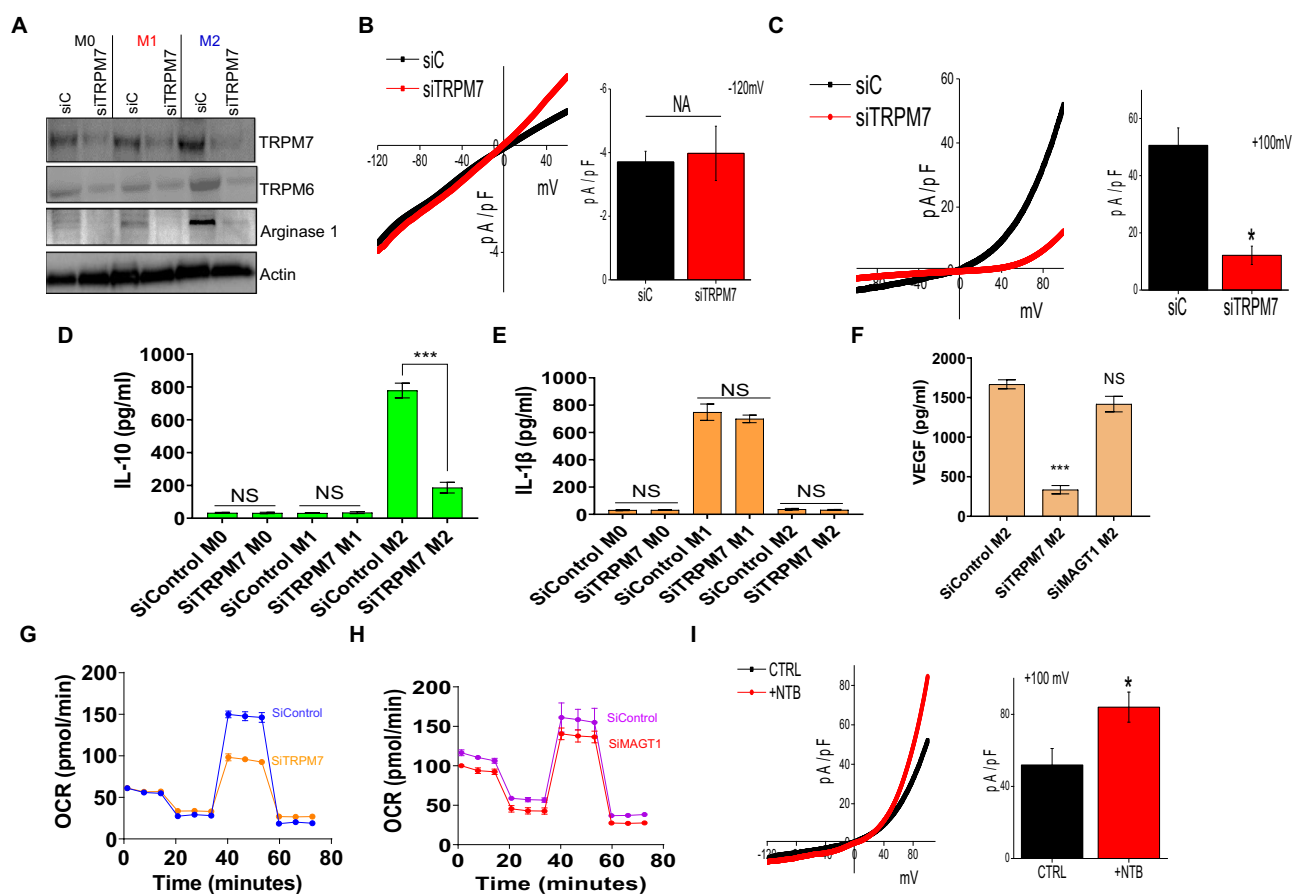 A
M0
M1
M2
siC
siTRPM7
siC
siTRPM7
siC
siTRPM7
TRPM7
TRPM6
Arginase 1
Actin
B
siC
siTRPM7
-120
-80
-40
0
40
mV
0
-4
pA/pF
-120mV
NA
-6
-4
-2
0
pA/pF
siC
siTRPM7
C
siC
siTRPM7
60
40
20
0
-80
-40
0
40
80
mV
pA/pF
+100mV
60
40
20
0
pA/pF
*
siC
siTRPM7
D
IL-10 (pg/ml)
1000
800
600
400
200
0
NS
NS
***
SiControl M0
SiTRPM7 M0
SiControl M1
SiTRPM7 M1
SiControl M2
SiTRPM7 M2
E
IL-1β (pg/ml)
1000
800
600
400
200
0
NS
NS
NS
SiControl M0
SiTRPM7 M0
SiControl M1
SiTRPM7 M1
SiControl M2
SiTRPM7 M2
F
VEGF (pg/ml)
2000
1500
1000
500
0
***
NS
SiControl M2
SiTRPM7 M2
SiMAGT1 M2
G
OCR (pmol/min)
200
150
100
50
0
SiControl
SiTRPM7
0
20
40
60
80
Time (minutes)
H
OCR (pmol/min)
200
150
100
50
0
SiControl
SiMAGT1
0
20
40
60
80
Time (minutes)
I
CTRL
+NTB
80
60
40
20
0
pA/pF
-120
-80
-40
0
40
80
mV
+100 mV
*
80
40
0
pA/pF
CTRL
+NTB